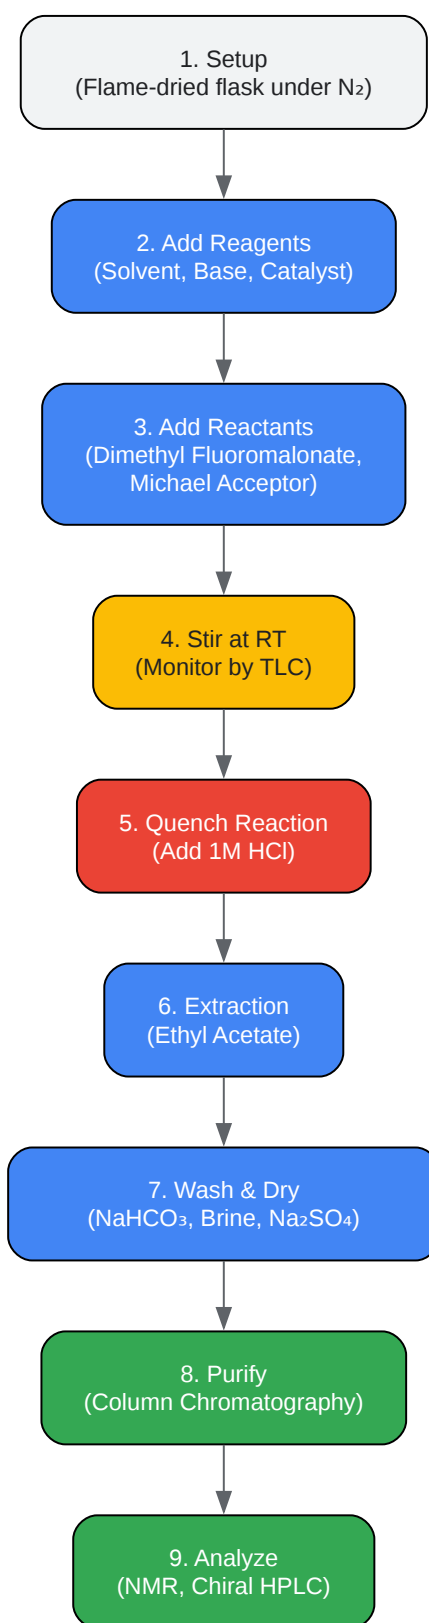 1. Setup
(Flame-dried flask under N₂)
2. Add Reagents
(Solvent, Base, Catalyst)
3. Add Reactants
(Dimethyl Fluoromalonate,
Michael Acceptor)
4. Stir at RT
(Monitor by TLC)
5. Quench Reaction
(Add 1M HCl)
6. Extraction
(Ethyl Acetate)
7. Wash & Dry
(NaHCO₃, Brine, Na₂SO₄)
8. Purify
(Column Chromatography)
9. Analyze
(NMR, Chiral HPLC)